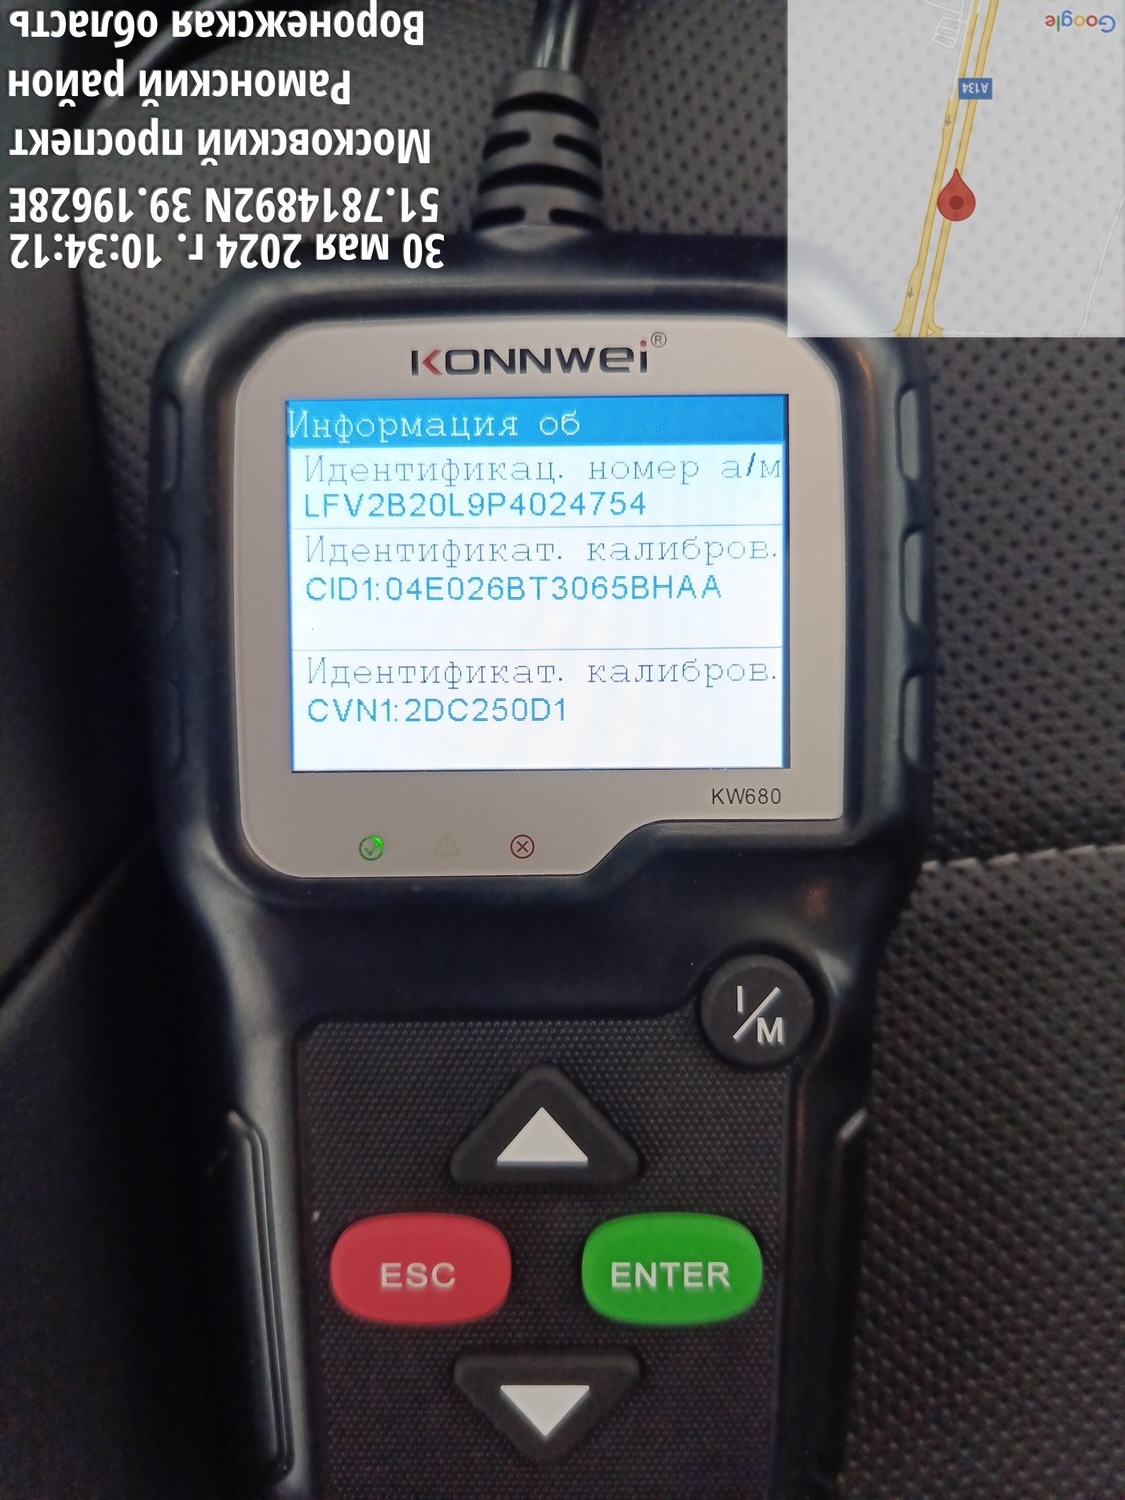 30 мая 2024 г. 10:34:12
51.7814892N 39.19628E
Московский проспект
Рамонский район
Воронежская область
A134
Google
KONNWEI®
Информация об
Идентификац. номер а/м
LFV2B20L9P4024754
Идентификат. калибров.
CID1:04E026BT3065BHAA
Идентификат. калибров.
CVN1:2DC250D1
KW680
I/M
ESC
ENTER